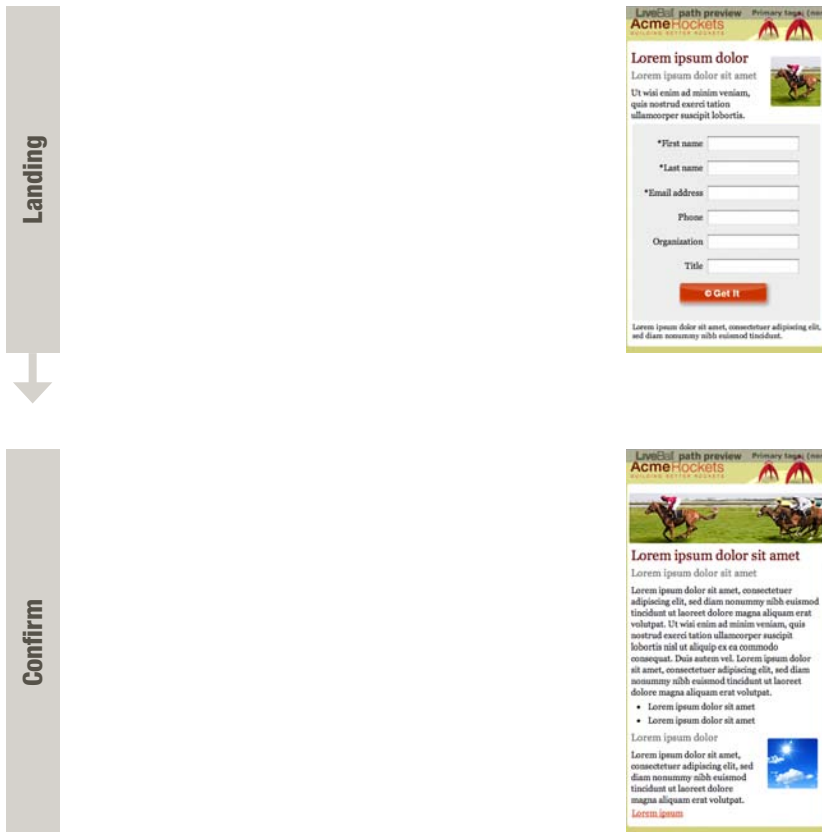 Landing
LiveBall path preview Primary tags: (non
AcmeRockets
BUILDING BETTER ROCKETS
Lorem ipsum dolor
Lorem ipsum dolor sit amet
Ut wisi enim ad minim veniam,
quis nostrud exerci tation
ullamcorper suscipit lobortis.
*First name
*Last name
*Email address
Phone
Organization
Title
Get It
Lorem ipsum dolor sit amet, consectetuer adipiscing elit,
sed diam nonummy nibh euismod tincidunt.
Confirm
LiveBall path preview Primary tags: (non
AcmeRockets
BUILDING BETTER ROCKETS
Lorem ipsum dolor sit amet
Lorem ipsum dolor sit amet
Lorem ipsum dolor sit amet, consectetuer
adipiscing elit, sed diam nonummy nibh euismod
tincidunt ut laoreet dolore magna aliquam erat
volutpat. Ut wisi enim ad minim veniam, quis
nostrud exerci tation ullamcorper suscipit
lobortis nisl ut aliquip ex ea commodo
consequat. Duis autem vel. Lorem ipsum dolor
sit amet, consectetuer adipiscing elit, sed diam
nonummy nibh euismod tincidunt ut laoreet
dolore magna aliquam erat volutpat.
• Lorem ipsum dolor sit amet
• Lorem ipsum dolor sit amet
Lorem ipsum dolor
Lorem ipsum dolor sit amet,
consectetuer adipiscing elit, sed
diam nonummy nibh euismod
tincidunt ut laoreet dolore
magna aliquam erat volutpat.
Lorem ipsum